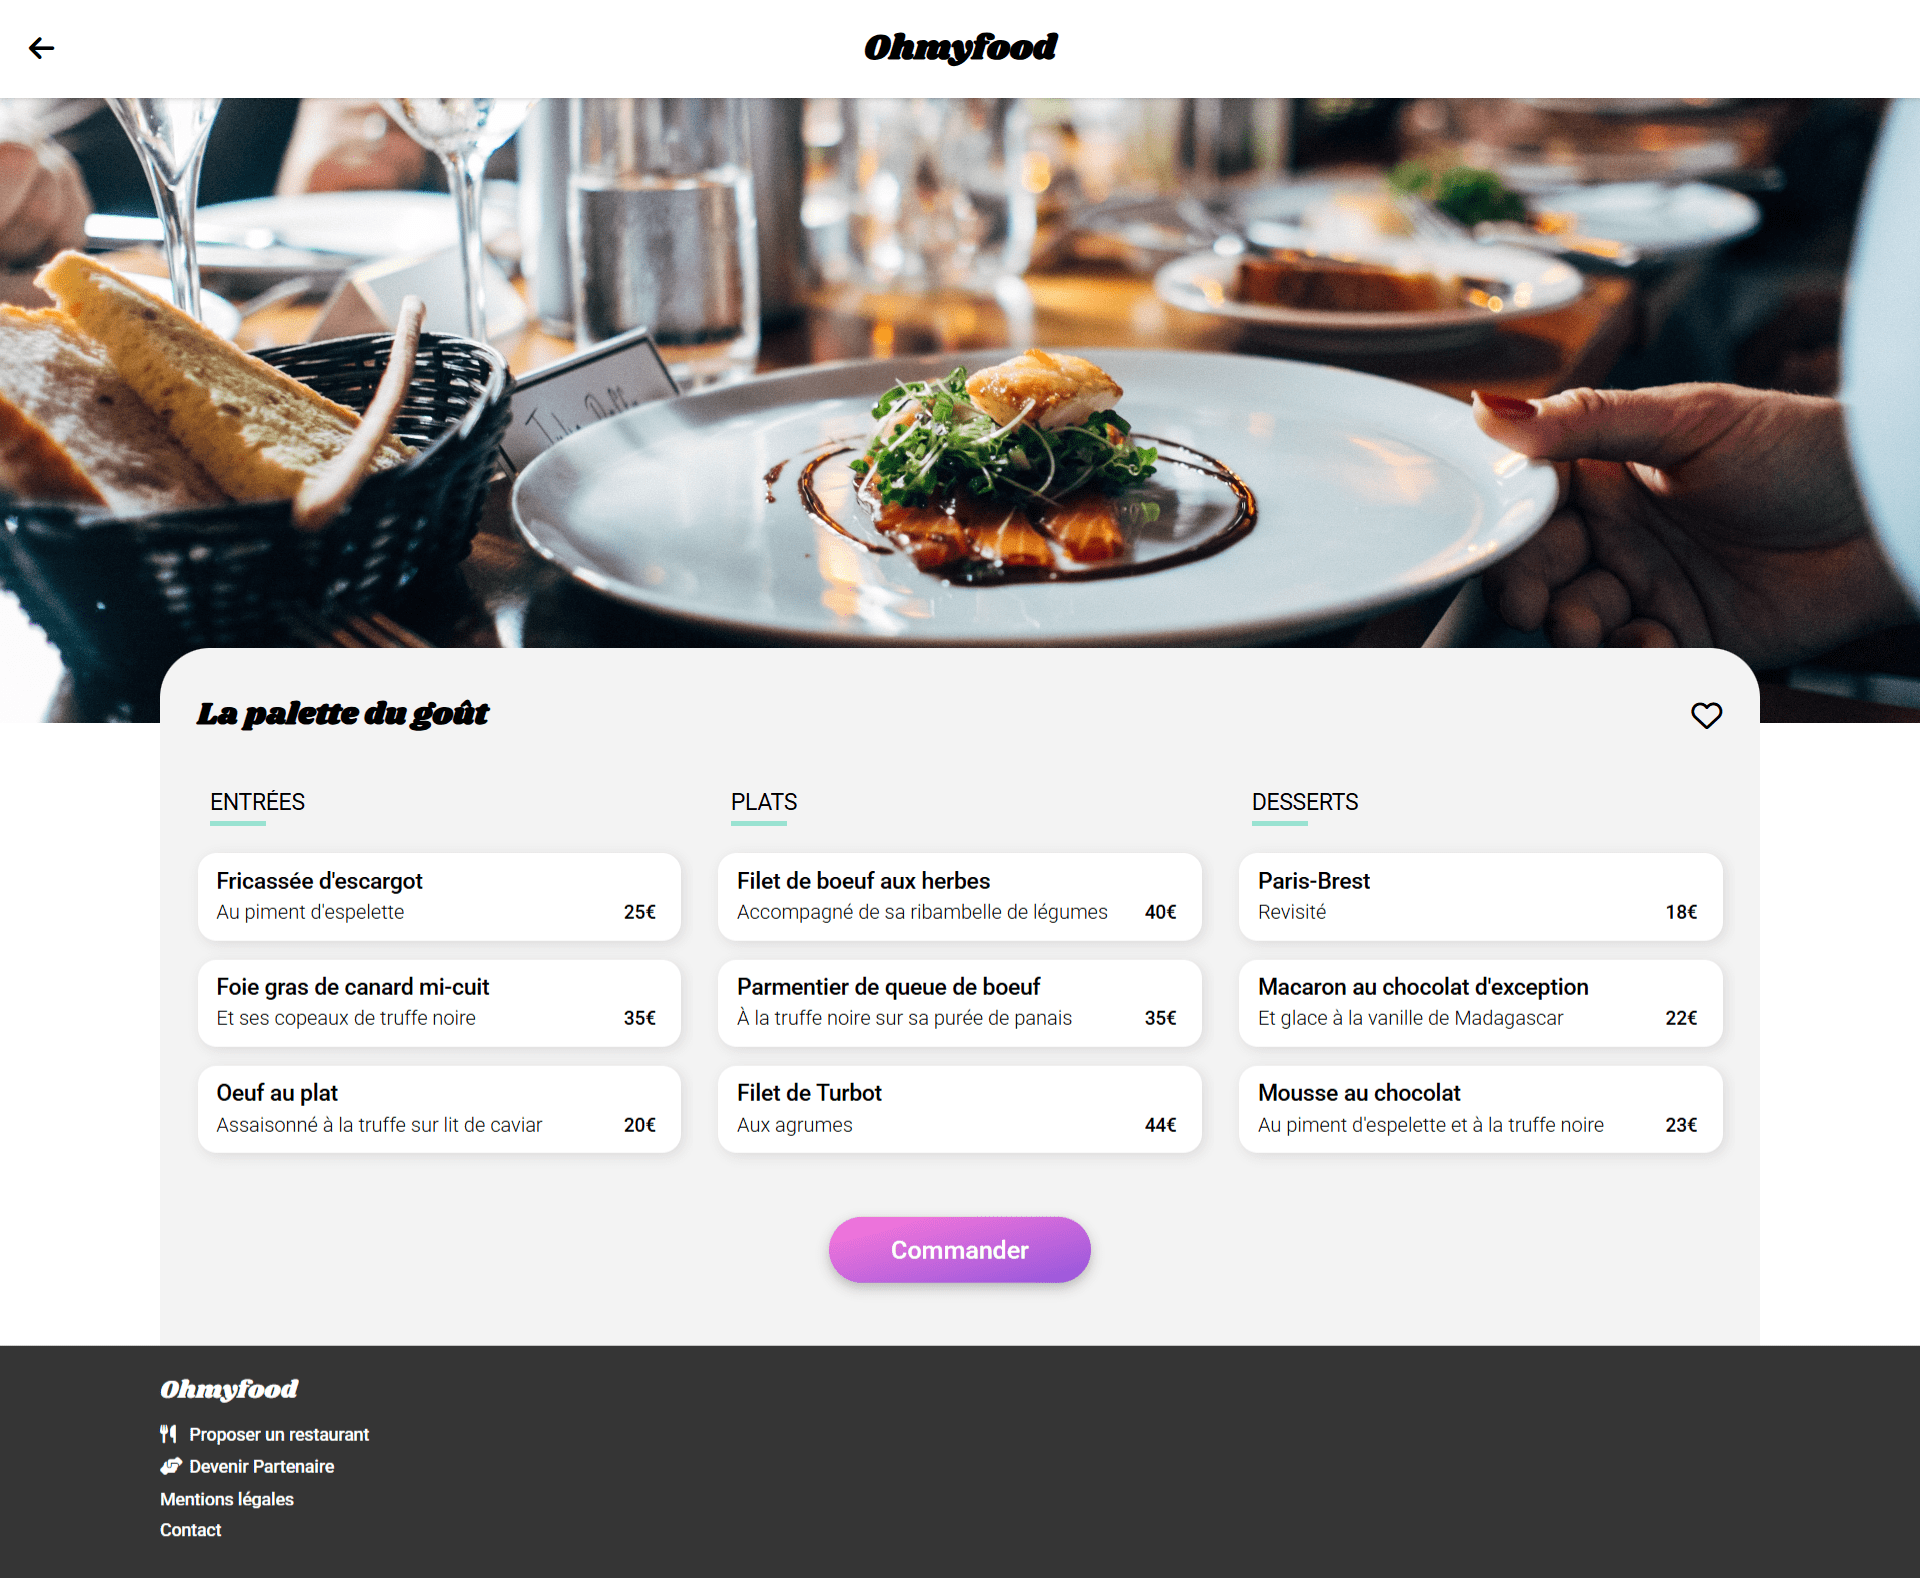 Ohmyfood
La palette du goût
ENTRÉES
Fricassée d'escargot
Au piment d'espelette 25€
Foie gras de canard mi-cuit
Et ses copeaux de truffe noire 35€
Oeuf au plat
Assaisonné à la truffe sur lit de caviar 20€
PLATS
Filet de boeuf aux herbes
Accompagné de sa ribambelle de légumes 40€
Parmentier de queue de boeuf
À la truffe noire sur sa purée de panais 35€
Filet de Turbot
Aux agrumes 44€
DESSERTS
Paris-Brest
Revisité 18€
Macaron au chocolat d'exception
Et glace à la vanille de Madagascar 22€
Mousse au chocolat
Au piment d'espelette et à la truffe noire 23€
Commander
Ohmyfood
Proposer un restaurant
Devenir Partenaire
Mentions légales
Contact